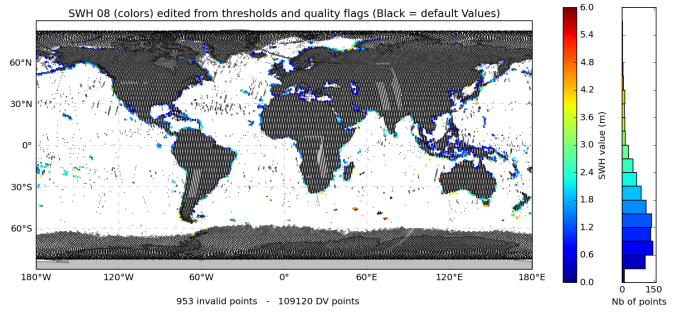 SWH 08 (colors) edited from thresholds and quality flags (Black = default Values)
60°N
30°N
0°
30°S
60°S
180°W 120°W 60°W 0° 60°E 120°E 180°E
953 invalid points - 109120 DV points
6.0
5.4
4.8
4.2
3.6
3.0
2.4
1.8
1.2
0.6
0.0
SWH value (m)
0 150
Nb of points